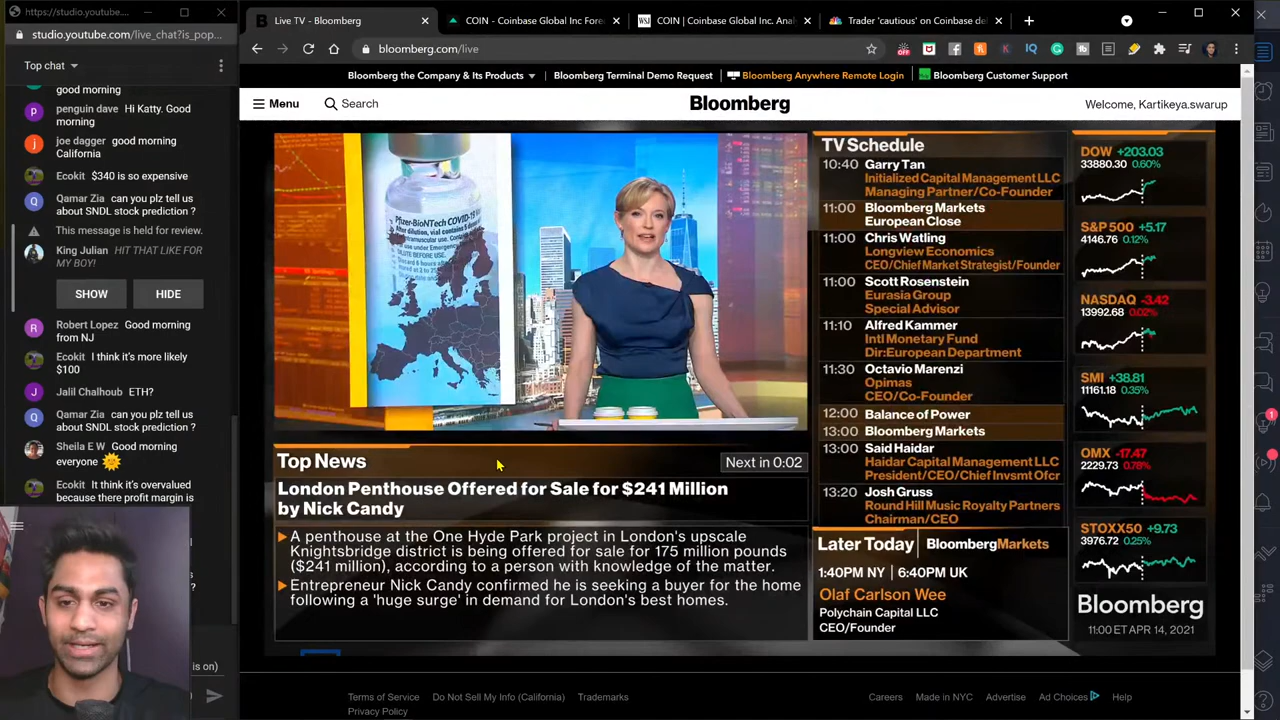 https://studio.youtube.com/live_chat?is_pop...
studio.youtube.com/live_chat?is_pop...
Top chat
good morning
penguin dave Hi Katty. Good
morning
joe dagger good morning
California
Ecokit $340 is so expensive
Qamar Zia can you plz tell us
about SNDL stock prediction ?
This message is held for review.
King Julian HIT THAT LIKE FOR
MY BOY!
SHOW
HIDE
Robert Lopez Good morning
from NJ
Ecokit I think it's more likely
$100
Jalil Chalhoub ETH?
Qamar Zia can you plz tell us
about SNDL stock prediction ?
Sheila E W Good morning
everyone
Ecokit It think it's overvalu
because there profit margin is
is on)
Live TV - Bloomberg
COIN - Coinbase Global Inc Fore
COIN | Coinbase Global Inc. Analy
Trader 'cautious' on Coinbase de
bloomberg.com/live
Bloomberg the Company & Its Products
Bloomberg Terminal Demo Request
Bloomberg Anywhere Remote Login
Bloomberg Customer Support
Menu
Search
Bloomberg
Welcome, Kartikeya.swarup
Pfizer-BioNTech COVID-19
After dilution, vial contains 6 doses
Top News
Next in 0:02
London Penthouse Offered for Sale for $241 Million
by Nick Candy
A penthouse at the One Hyde Park project in London's upscale
Knightsbridge district is being offered for sale for 175 million pounds
($241 million), according to a person with knowledge of the matter.
Entrepreneur Nick Candy confirmed he is seeking a buyer for the home
following a 'huge surge' in demand for London's best homes.
TV Schedule
10:40 Garry Tan
Initialized Capital Management LLC
Managing Partner/Co-Founder
11:00 Bloomberg Markets
European Close
11:00 Chris Watling
Longview Economics
CEO/Chief Market Strategist/Founder
11:00 Scott Rosenstein
Eurasia Group
Special Advisor
11:10 Alfred Kammer
Intl Monetary Fund
Dir:European Department
11:30 Octavio Marenzi
Opimas
CEO/Co-Founder
12:00 Balance of Power
13:00 Bloomberg Markets
13:00 Said Haidar
Haidar Capital Management LLC
President/CEO/Chief Invsmt Ofcr
13:20 Josh Gruss
Round Hill Music Royalty Partners
Chairman/CEO
Later Today
BloombergMarkets
1:40PM NY | 6:40PM UK
Olaf Carlson Wee
Polychain Capital LLC
CEO/Founder
DOW +203.03
33880.30 0.60%
S&P 500 +5.17
4146.76 0.12%
NASDAQ -3.42
13992.68 0.02%
SMI +38.81
11161.18 0.35%
OMX -17.47
2229.73 0.78%
STOXX50 +9.73
3976.72 0.25%
Bloomberg
11:00 ET APR 14, 2021
Terms of Service
Do Not Sell My Info (California)
Trademarks
Privacy Policy
Careers
Made in NYC
Advertise
Ad Choices
Help